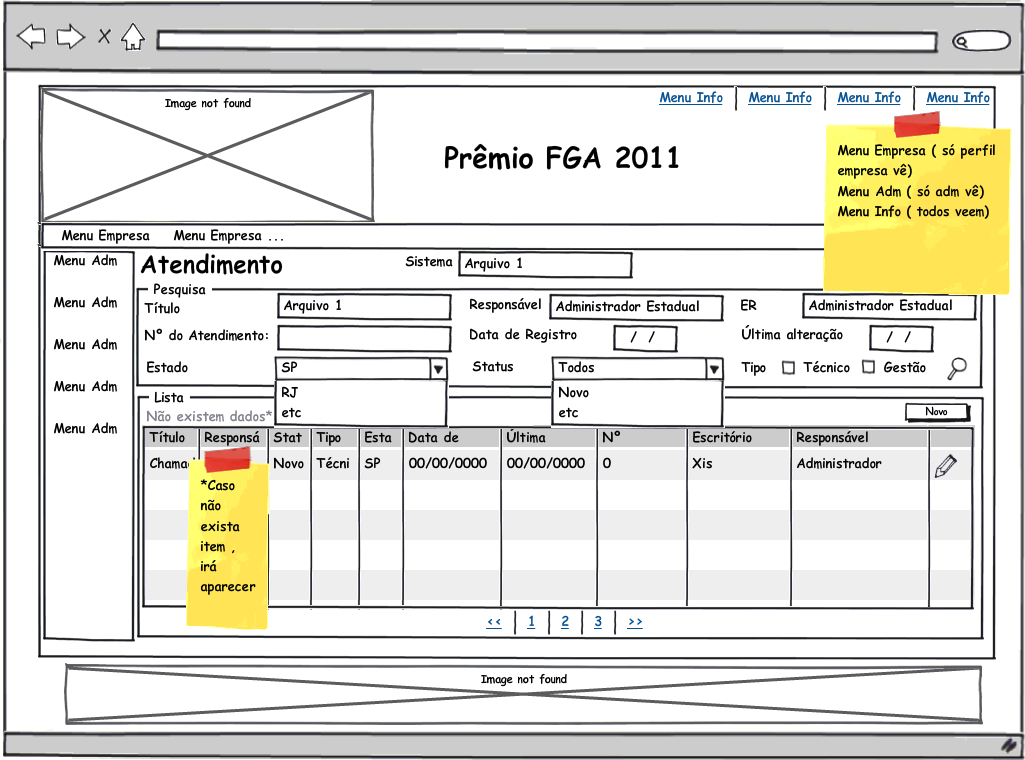 Image not found
Menu Info | Menu Info | Menu Info | Menu Info
Prêmio FGA 2011
Menu Empresa ( só perfil
empresa vê)
Menu Adm ( só adm vê)
Menu Info ( todos veem)
Menu Empresa Menu Empresa ...
Menu Adm
Menu Adm
Menu Adm
Menu Adm
Menu Adm
Atendimento
Sistema Arquivo 1
Pesquisa
Título Arquivo 1 Responsável Administrador Estadual ER Administrador Estadual
Nº do Atendimento: Data de Registro / / Última alteração / /
Estado SP Status Todos Tipo Técnico Gestão
RJ Novo
etc etc
Lista
Não existem dados* Novo
Título Responsá Stat Tipo Esta Data de Última Nº Escritório Responsável
Chama Novo Técni SP 00/00/0000 00/00/0000 0 Xis Administrador
*Caso
não
exista
item ,
irá
aparecer
<< | 1 | 2 | 3 | >>
Image not found